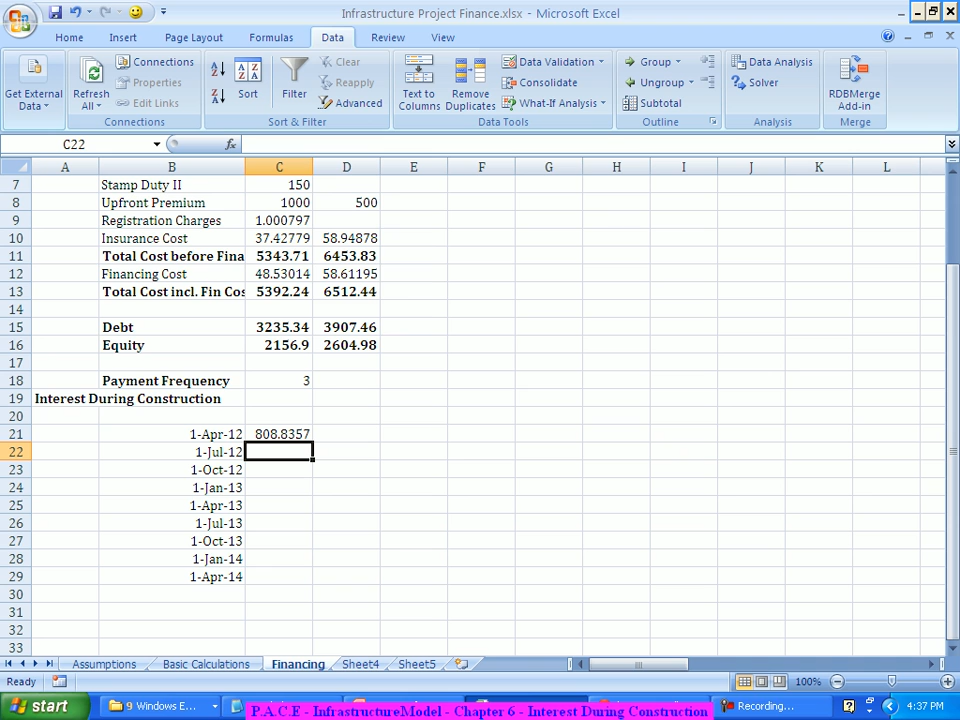 Infrastructure Project Finance.xlsx - Microsoft Excel
Home Insert Page Layout Formulas Data Review View
Get External Data
Refresh All
Connections
Properties
Edit Links
Connections
Sort
Filter
Clear
Reapply
Advanced
Sort & Filter
Text to Columns
Remove Duplicates
Data Validation
Consolidate
What-If Analysis
Data Tools
Group
Ungroup
Subtotal
Outline
Data Analysis
Solver
Analysis
RDBMerge Add-in
Merge
C22 fx
A B C D E F G H I J K L
7 Stamp Duty II 150
8 Upfront Premium 1000 500
9 Registration Charges 1.000797
10 Insurance Cost 37.42779 58.94878
11 Total Cost before Fina 5343.71 6453.83
12 Financing Cost 48.53014 58.61195
13 Total Cost incl. Fin Cos 5392.24 6512.44
14
15 Debt 3235.34 3907.46
16 Equity 2156.9 2604.98
17
18 Payment Frequency 3
19 Interest During Construction
20
21 1-Apr-12 808.8357
22 1-Jul-12
23 1-Oct-12
24 1-Jan-13
25 1-Apr-13
26 1-Jul-13
27 1-Oct-13
28 1-Jan-14
29 1-Apr-14
30
31
32
33
Assumptions Basic Calculations Financing Sheet4 Sheet5
Ready 100%
start 9 Windows E... Recording... 4:37 PM
P.A.C.E - InfrastructureModel - Chapter 6 - Interest During Construction